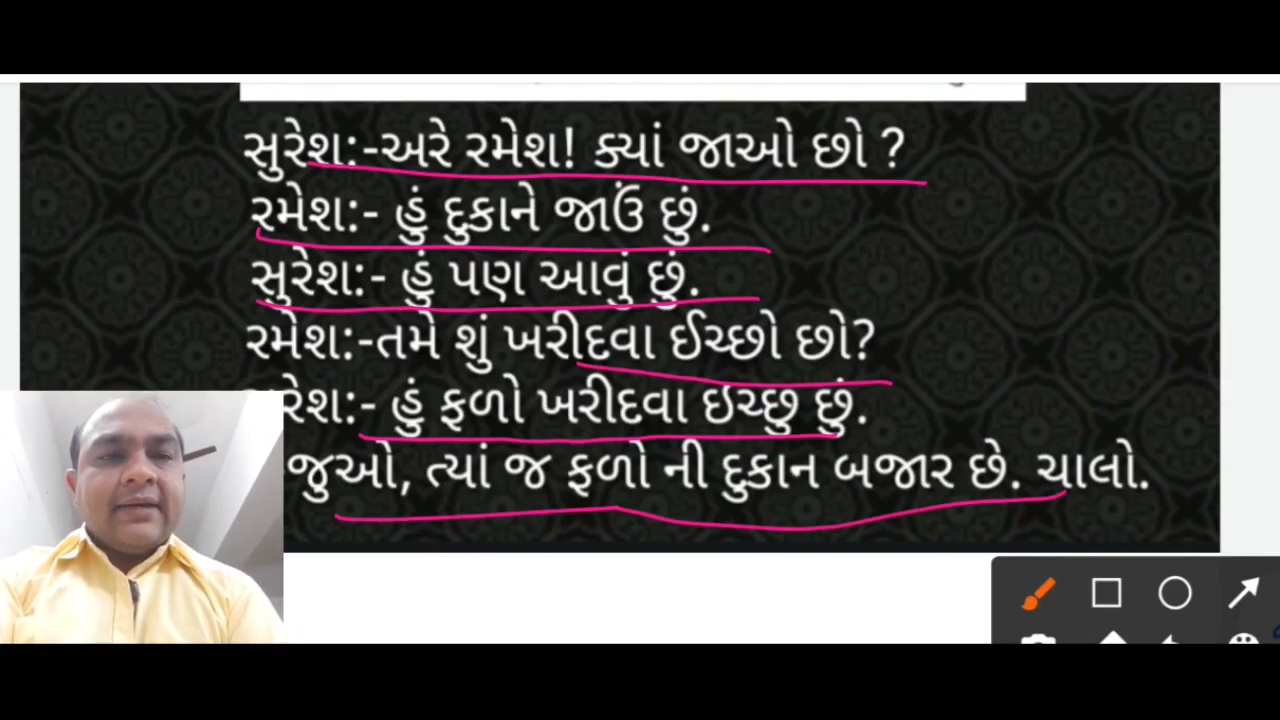 સુરેશ:-અરે રમેશ! ક્યાં જાઓ છો ?
રમેશ:- હું દુકાને જાઉં છું.
સુરેશ:- હું પણ આવું છું.
રમેશ:-તમે શું ખરીદવા ઈચ્છો છો?
રેશ:- હું ફળો ખરીદવા ઇચ્છુ છું.
જુઓ, ત્યાં જ ફળો ની દુકાન બજાર છે. ચાલો.